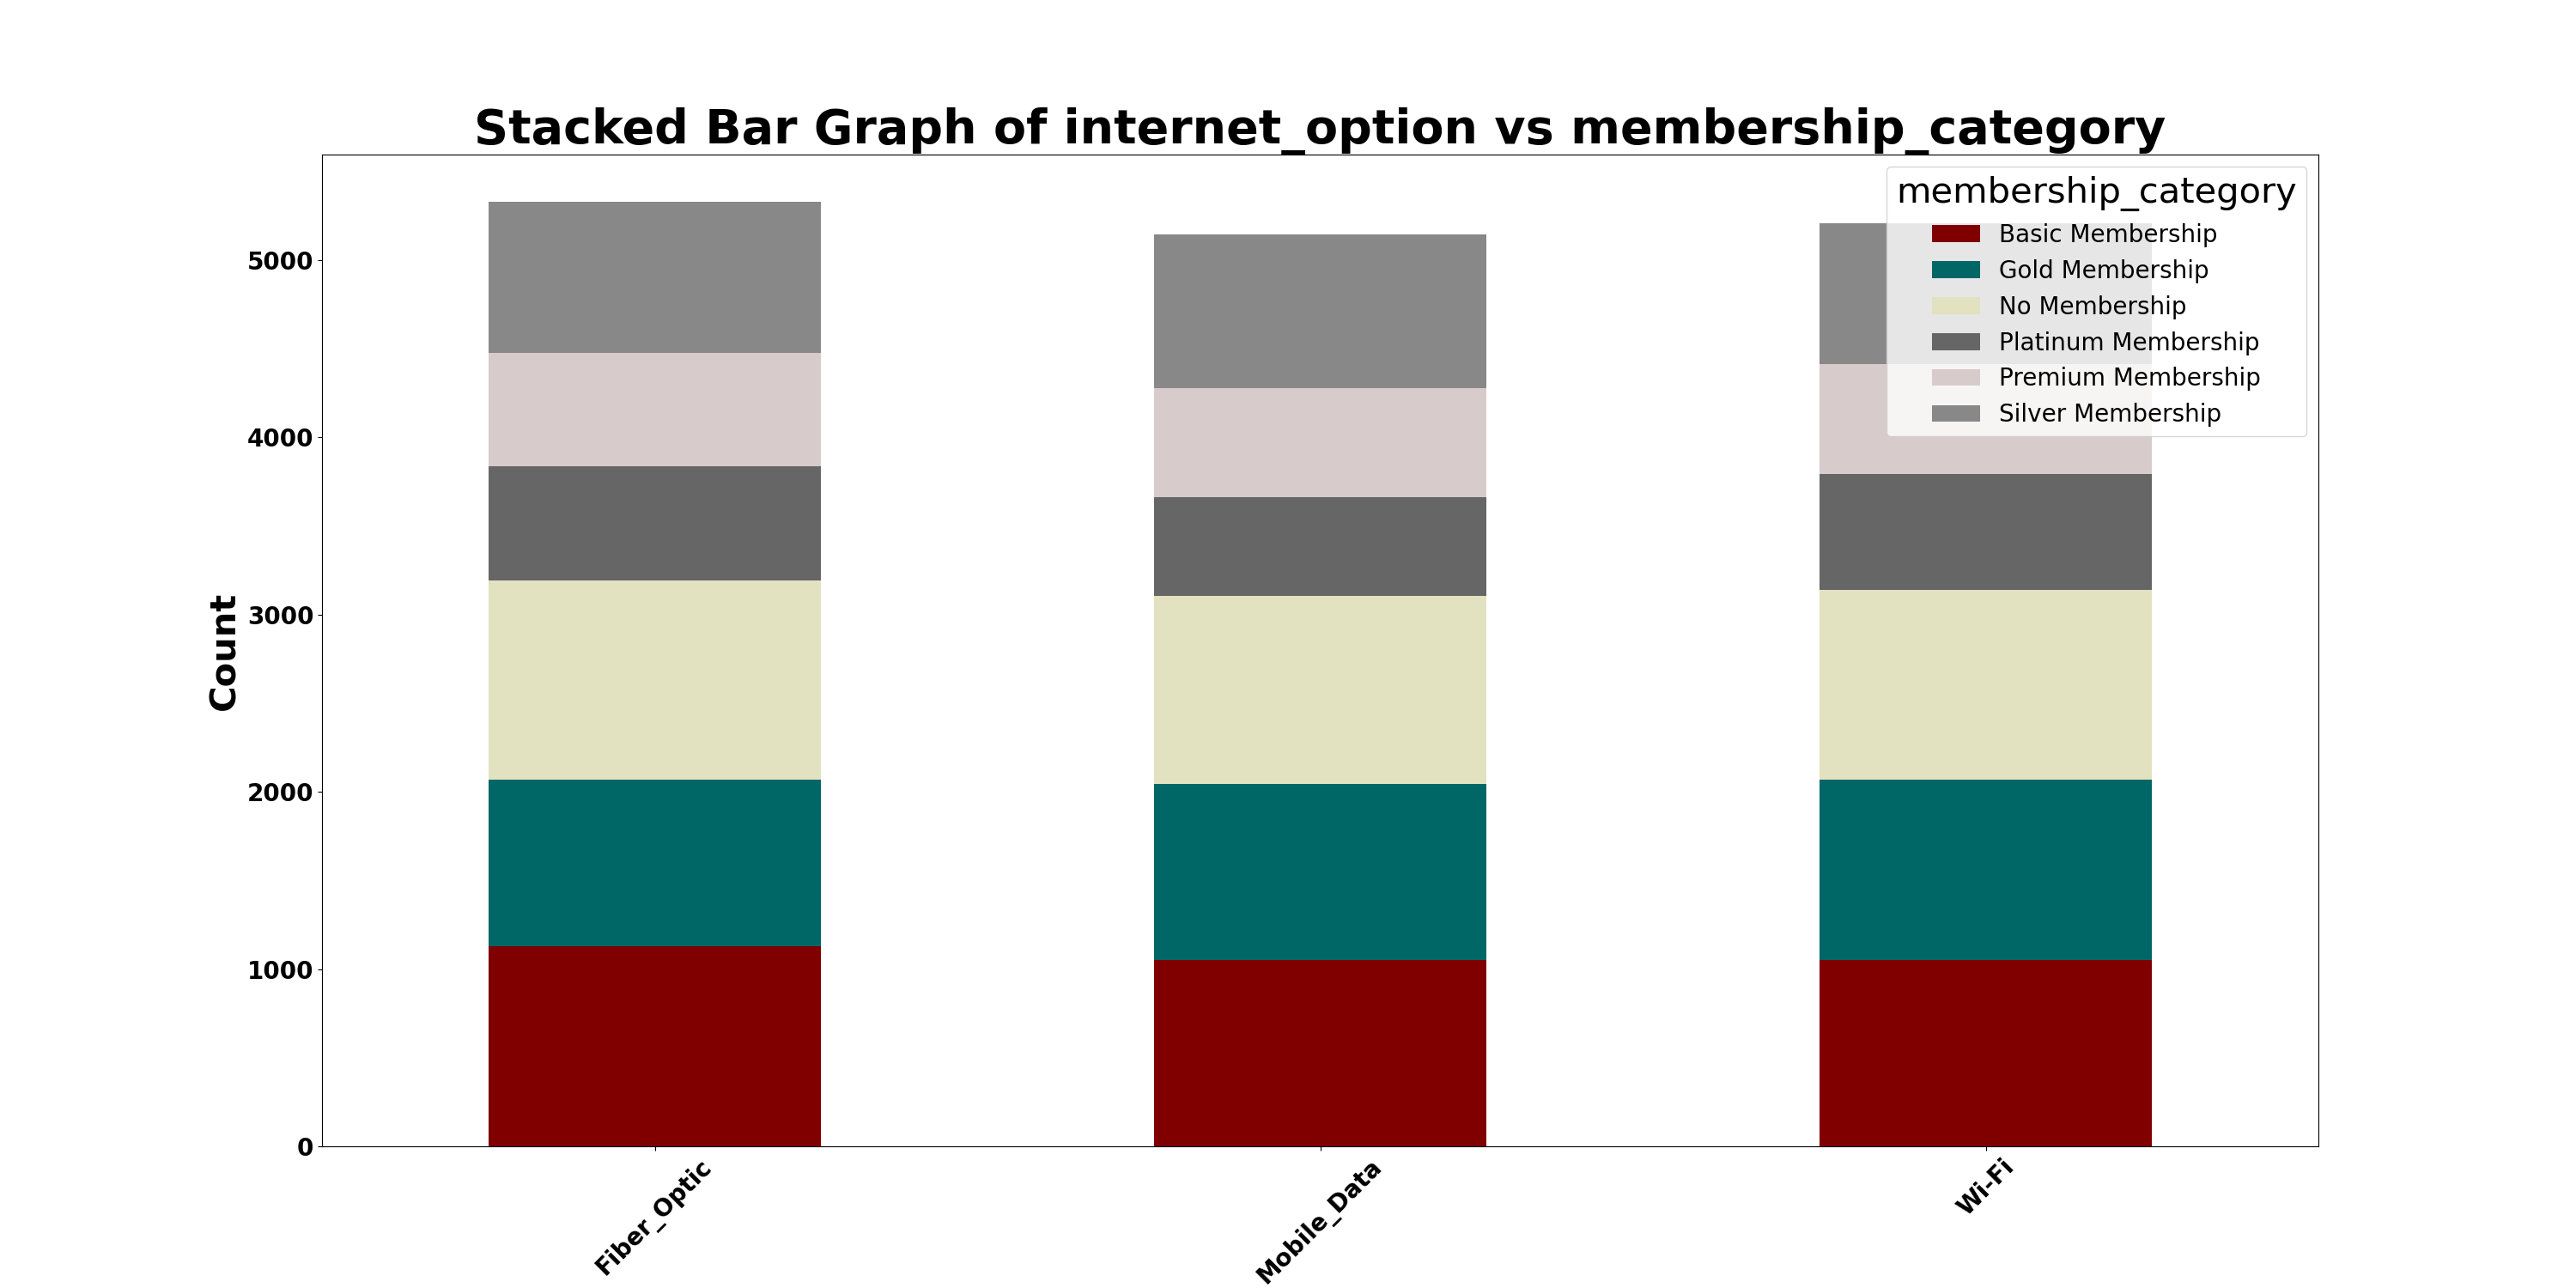 Stacked Bar Graph of internet_option vs membership_category
membership_category
Basic Membership
Gold Membership
No Membership
Platinum Membership
Premium Membership
Silver Membership
Count
5000
4000
3000
2000
1000
0
Fiber_Optic
Mobile_Data
Wi-Fi